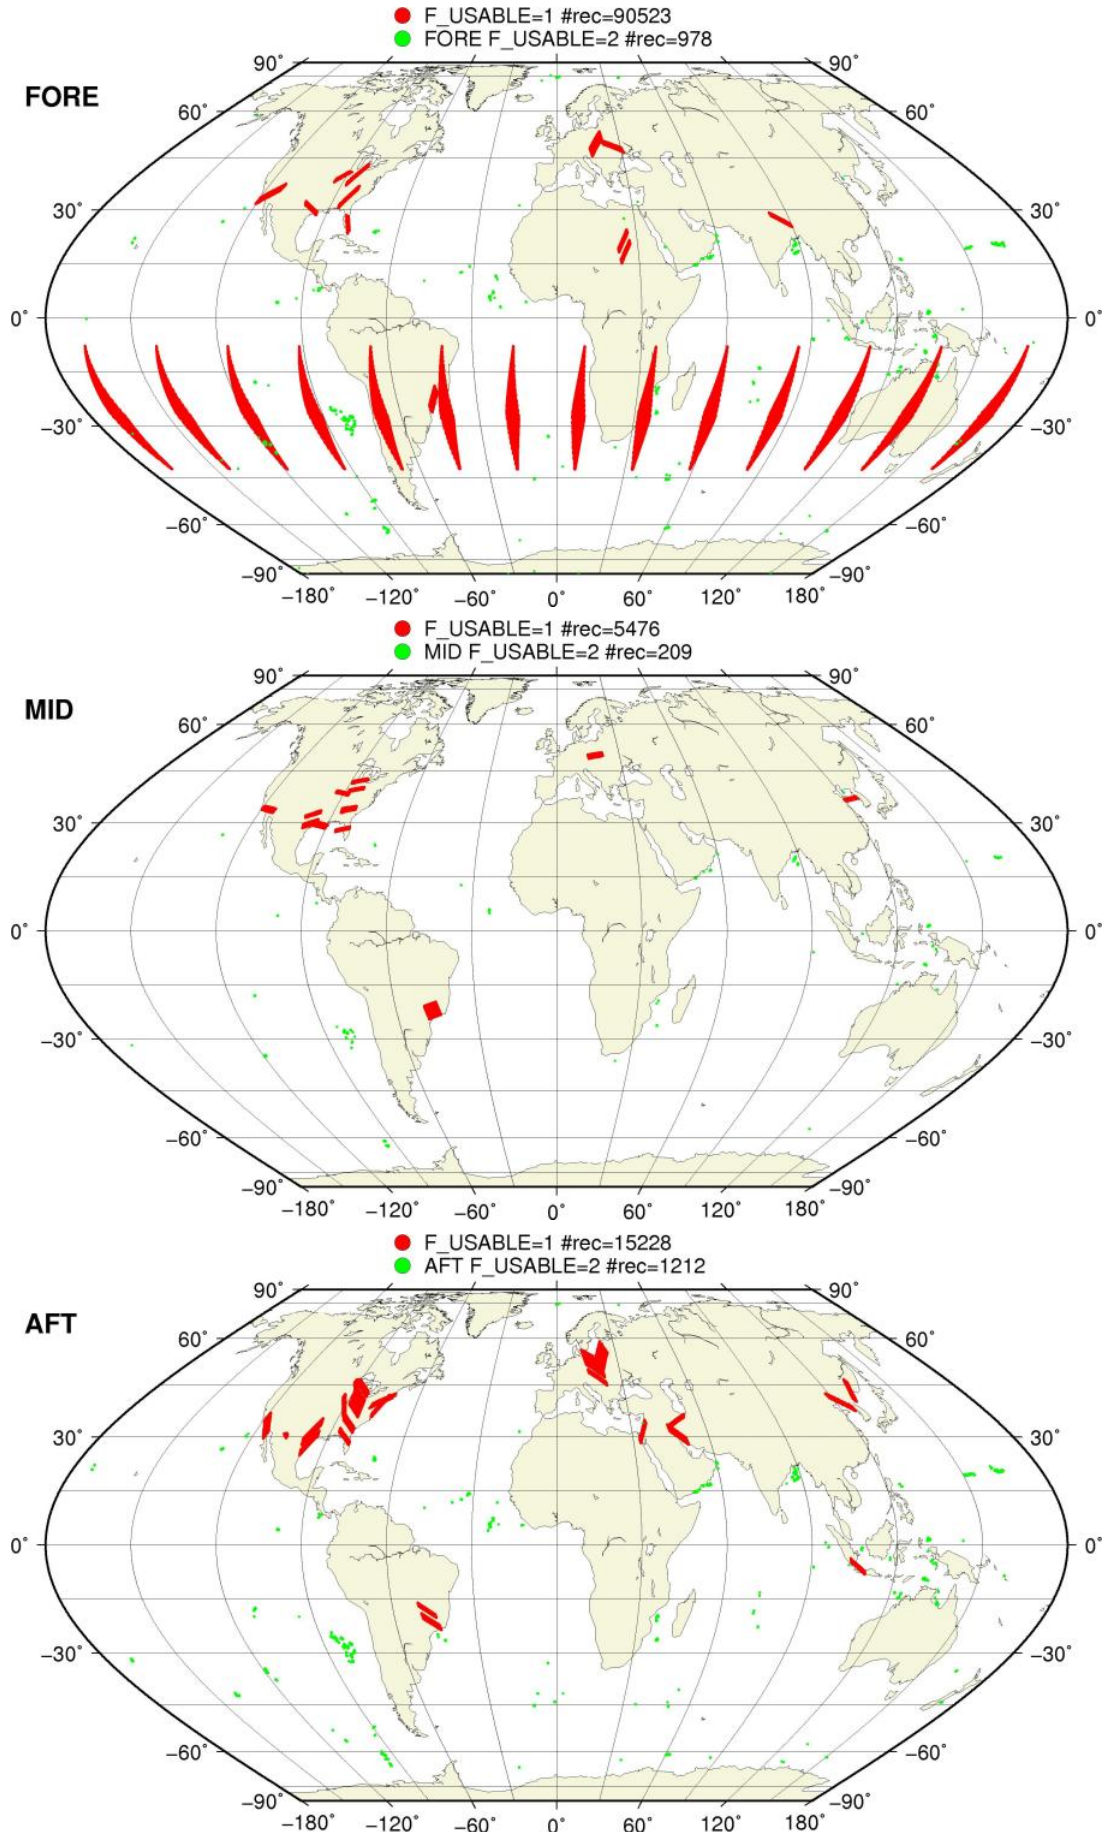 F_USABLE=1 #rec=90523
FORE F_USABLE=2 #rec=978
FORE
90° 90°
60° 60°
30° 30°
0° 0°
−30° −30°
−60° −60°
−90° −90°
−180° −120° −60° 0° 60° 120° 180°
F_USABLE=1 #rec=5476
MID F_USABLE=2 #rec=209
MID
90° 90°
60° 60°
30° 30°
0° 0°
−30° −30°
−60° −60°
−90° −90°
−180° −120° −60° 0° 60° 120° 180°
F_USABLE=1 #rec=15228
AFT F_USABLE=2 #rec=1212
AFT
90° 90°
60° 60°
30° 30°
0° 0°
−30° −30°
−60° −60°
−90° −90°
−180° −120° −60° 0° 60° 120° 180°